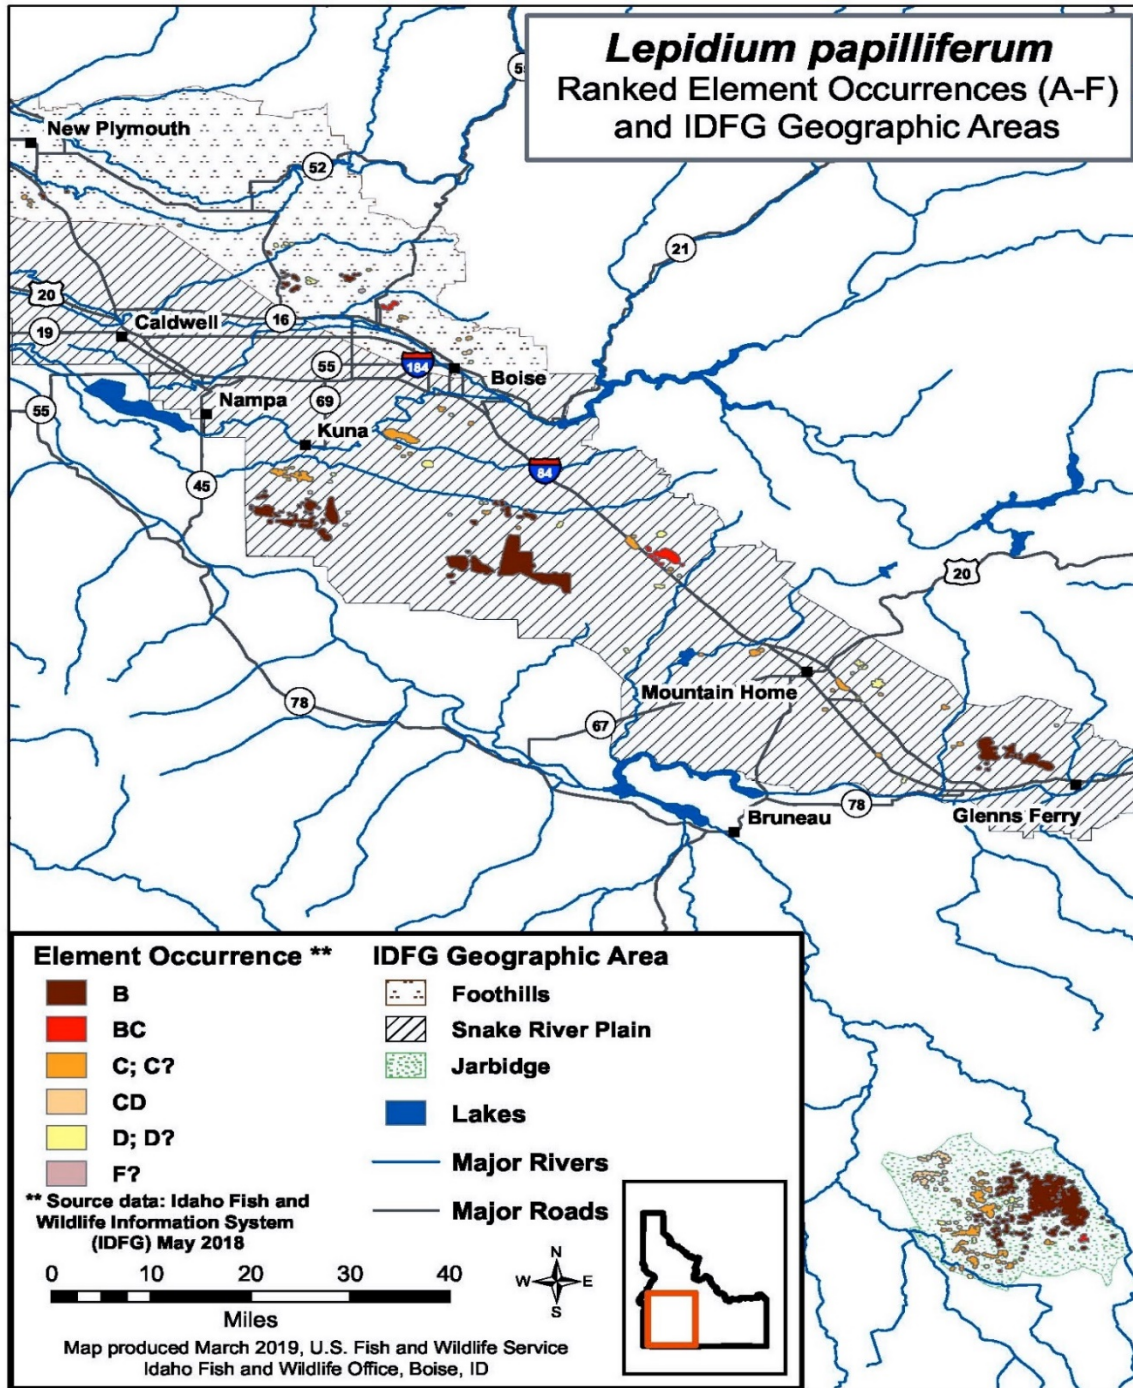 Lepidium papilliferum
Ranked Element Occurrences (A-F)
and IDFG Geographic Areas
55
New Plymouth
52
21
20
19
Caldwell
16
55
184
Boise
55
Nampa
69
Kuna
84
45
20
Mountain Home
78
67
78
Bruneau
Glenns Ferry
Element Occurrence **
B
BC
C; C?
CD
D; D?
F?
** Source data: Idaho Fish and
Wildlife Information System
(IDFG) May 2018
IDFG Geographic Area
Foothills
Snake River Plain
Jarbidge
Lakes
Major Rivers
Major Roads
0 10 20 30 40
Miles
N
W E
S
Map produced March 2019, U.S. Fish and Wildlife Service
Idaho Fish and Wildlife Office, Boise, ID